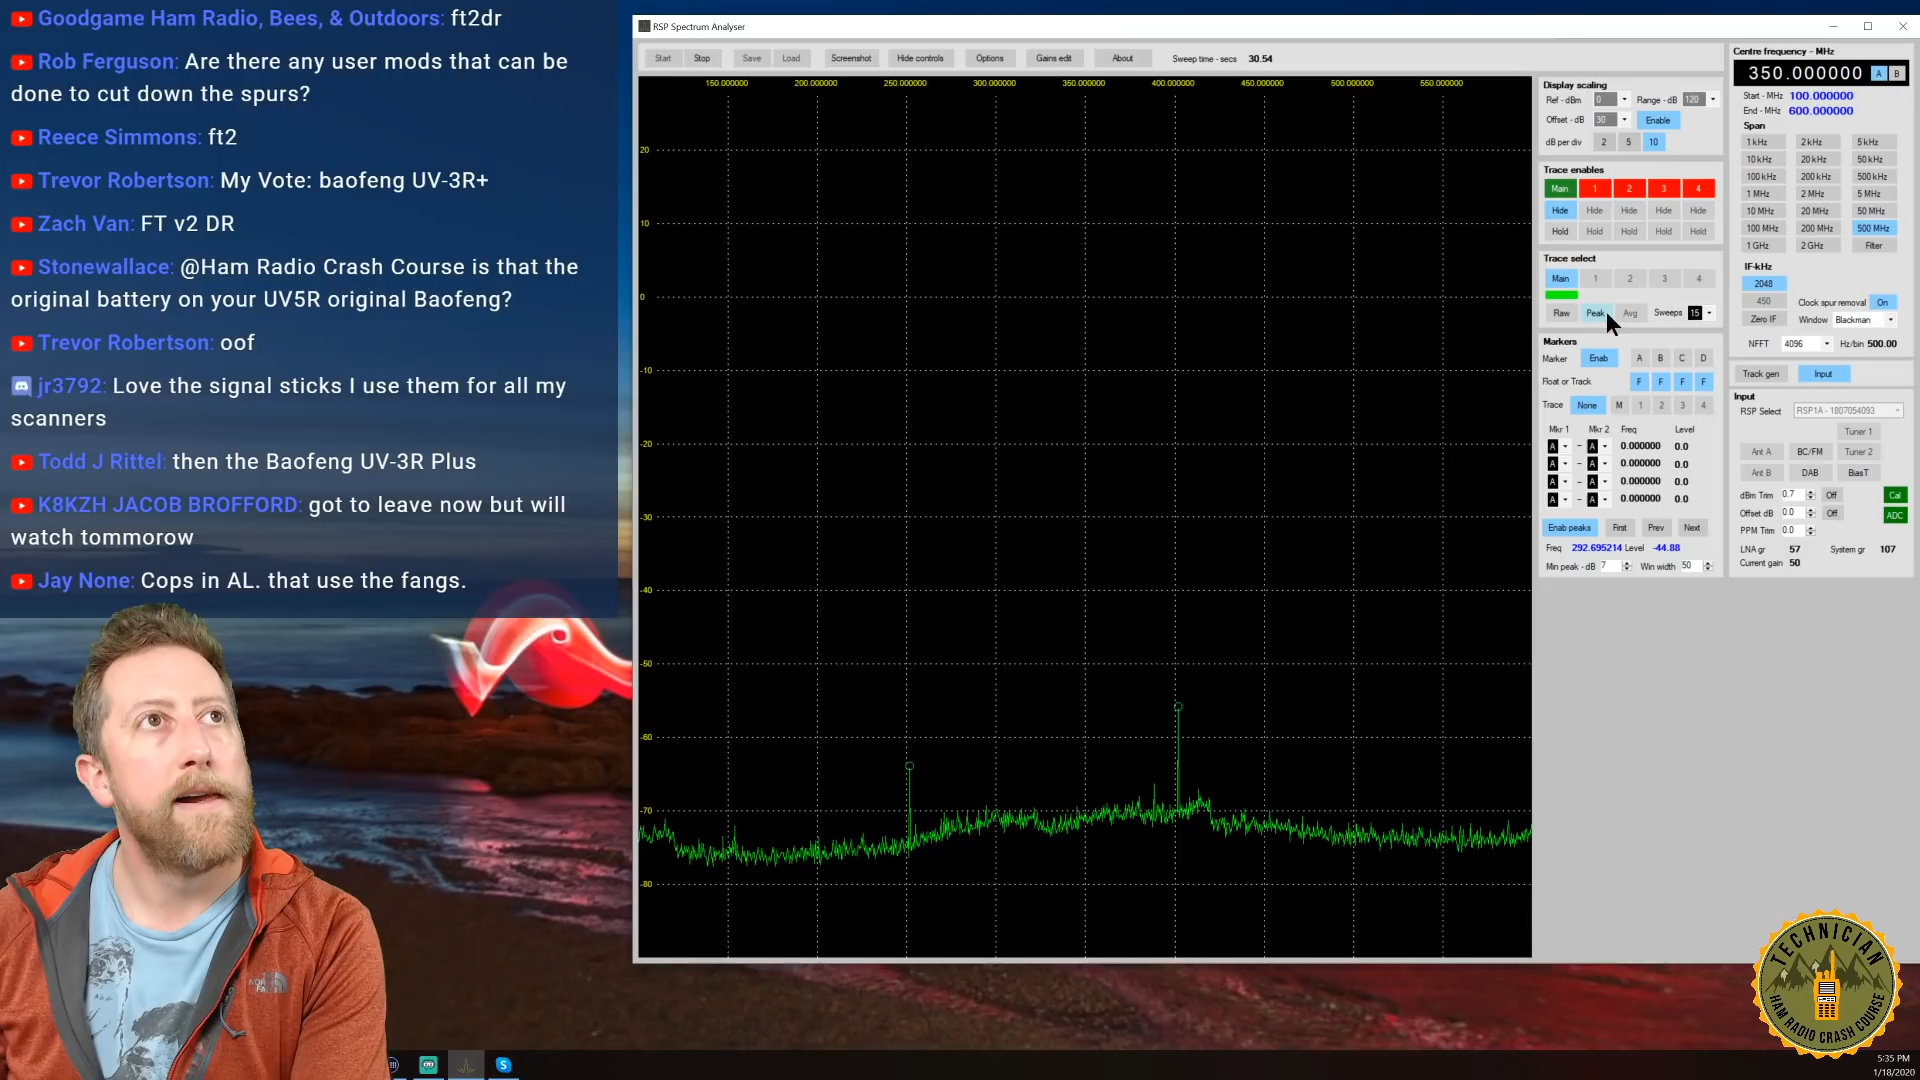 Goodgame Ham Radio, Bees, & Outdoors: ft2dr
Rob Ferguson: Are there any user mods that can be
done to cut down the spurs?
Reece Simmons: ft2
Trevor Robertson: My Vote: baofeng UV-3R+
Zach Van: FT v2 DR
Stonewallace: @Ham Radio Crash Course is that the
original battery on your UV5R original Baofeng?
Trevor Robertson: oof
jr3792: Love the signal sticks I use them for all my
scanners
Todd J Rittel: then the Baofeng UV-3R Plus
K8KZH JACOB BROFFORD: got to leave now but will
watch tommorow
Jay None: Cops in AL. that use the fangs.
NORTH FACE
RSP Spectrum Analyser
Start Stop Save Load Screenshot Hide controls Options Gains edit About Sweep time - secs 30.54
150.000000 200.000000 250.000000 300.000000 350.000000 400.000000 450.000000 500.000000 550.000000
20
10
0
-10
-20
-30
-40
-50
-60
-70
-80
Display scaling
Ref - dBm 0 Range - dB 120
Offset - dB 30 Enable
dB per div 2 5 10
Trace enables
Main 1 2 3 4
Hide Hide Hide Hide Hide
Hold Hold Hold Hold Hold
Trace select
Main 1 2 3 4
Raw Peak Avg Sweeps 15
Markers
Marker Enab A B C D
Float or Track F F F F
Trace None M 1 2 3 4
Mkr 1 Mkr 2 Freq Level
A - A 0.000000 0.0
A - A 0.000000 0.0
A - A 0.000000 0.0
A - A 0.000000 0.0
Enab peaks First Prev Next
Freq 292.695214 Level -44.88
Min peak - dB 7 Win width 50
Centre frequency - MHz
350.000000 A B
Start - MHz 100.000000
End - MHz 600.000000
Span
1 kHz 2 kHz 5 kHz
10 kHz 20 kHz 50 kHz
100 kHz 200 kHz 500 kHz
1 MHz 2 MHz 5 MHz
10 MHz 20 MHz 50 MHz
100 MHz 200 MHz 500 MHz
1 GHz 2 GHz Filter
IF-kHz
2048
450 Clock spur removal On
Zero IF Window Blackman
NFFT 4096 Hz/bin 500.00
Track gen Input
Input
RSP Select RSP1A - 1807054093
Tuner 1
Ant A BC/FM Tuner 2
Ant B DAB BiasT
dBm Trim 0.7 Off Cal
Offset dB 0.0 Off ADC
PPM Trim 0.0
LNA gr 57 System gr 107
Current gain 50
TECHNICIAN
HAM RADIO CRASH COURSE
5:35 PM
1/18/2020